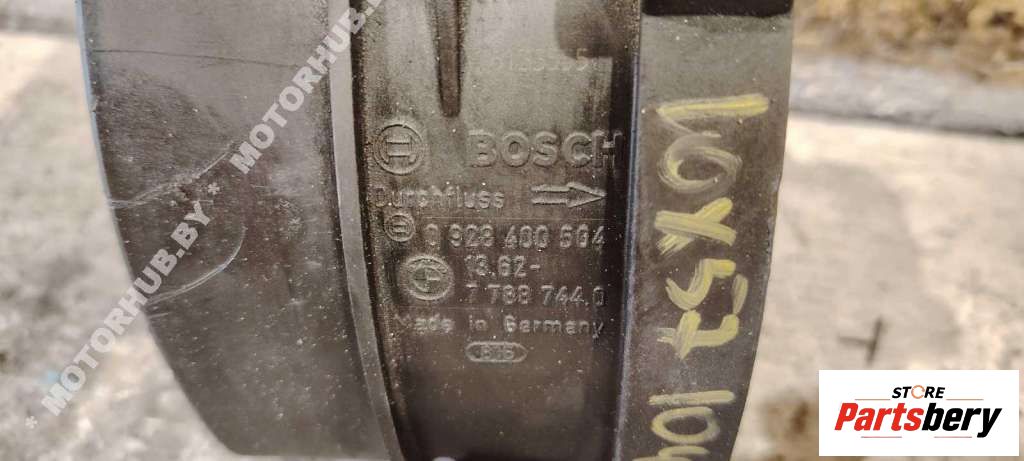 BOSCH
Durchfluss
0 928 400 504
13.62-
7 788 744.0
Made in Germany
MOTORHUB.BY * MOTORHUB.BY *
STORE
Partsbery